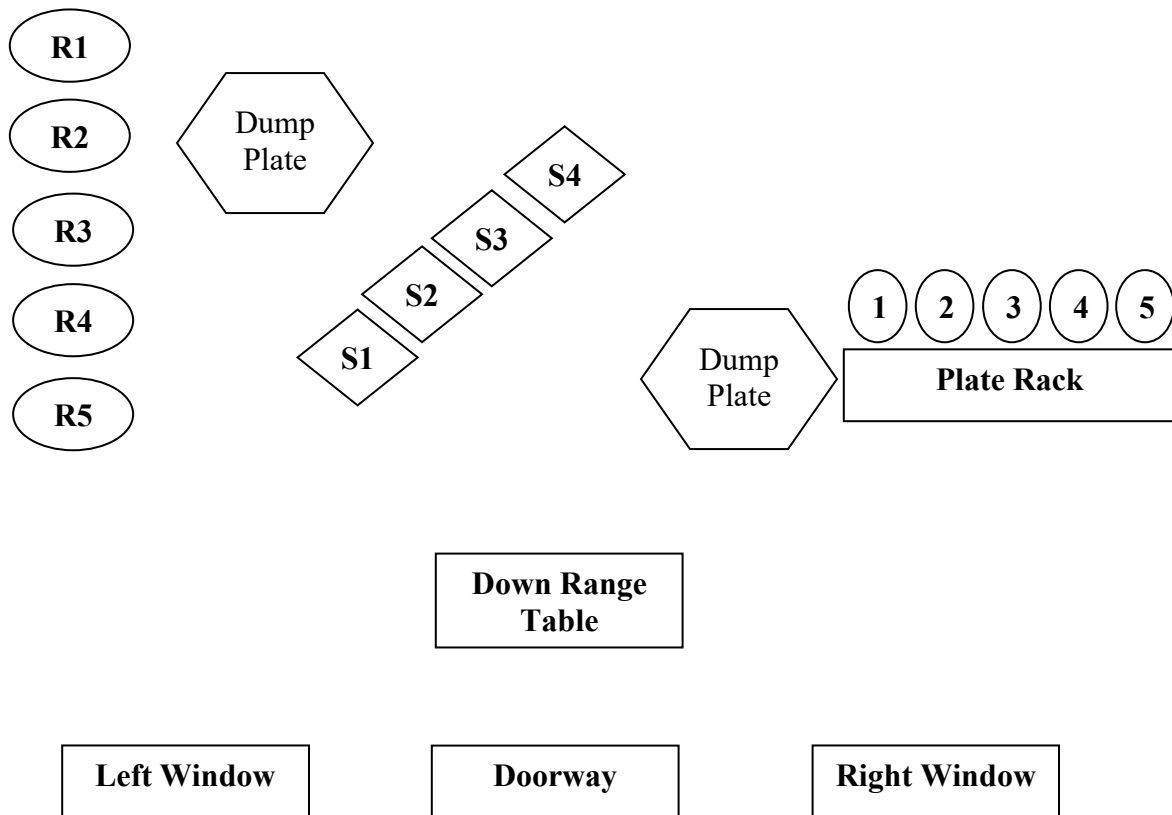 R1
R2
R3
R4
R5
Dump
Plate
S4
S3
S2
S1
Dump
Plate
1 2 3 4 5
Plate Rack
Down Range
Table
Left Window
Doorway
Right Window